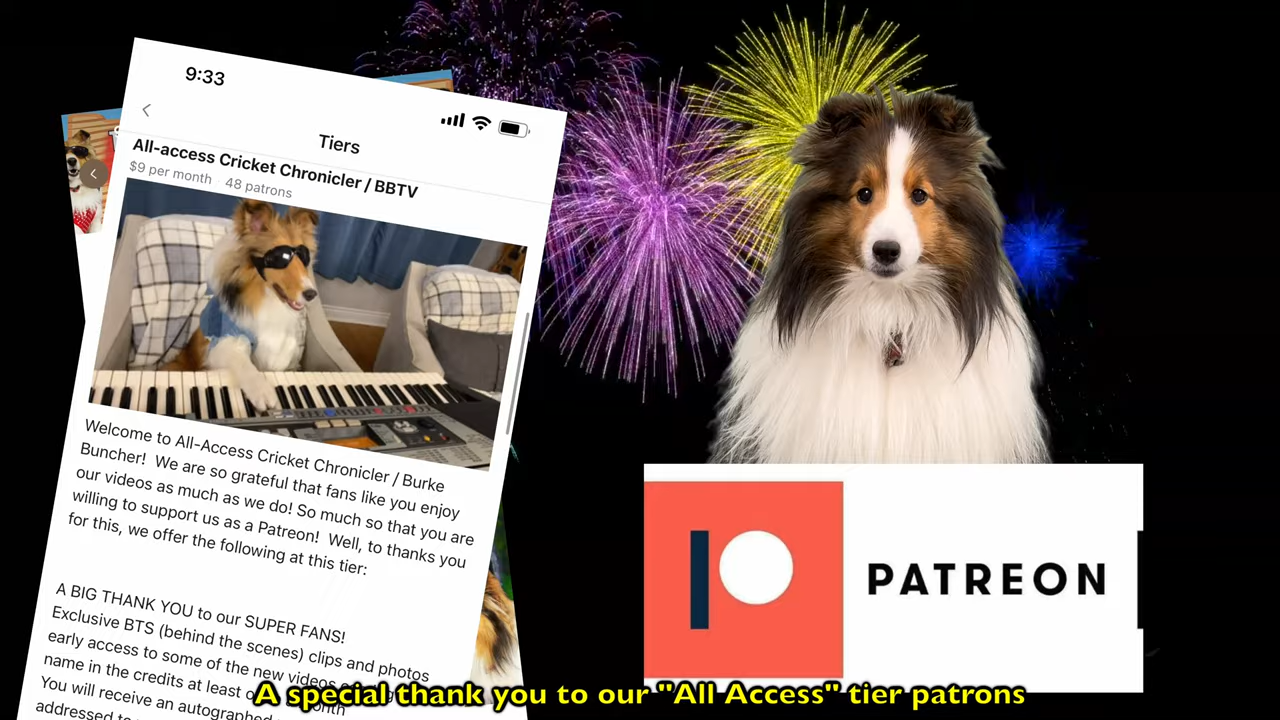 9:33
Tiers
All-access Cricket Chronicler / BBTV
$9 per month · 48 patrons
Welcome to All-Access Cricket Chronicler / Burke
Buncher! We are so grateful that fans like you enjoy
our videos as much as we do! So much so that you are
willing to support us as a Patreon! Well, to thanks you
for this, we offer the following at this tier:
A BIG THANK YOU to our SUPER FANS!
Exclusive BTS (behind the scenes) clips and photos
early access to some of the new videos
name in the credits at least
You will receive an autographed
addressed to
PATREON
A special thank you to our "All Access" tier patrons